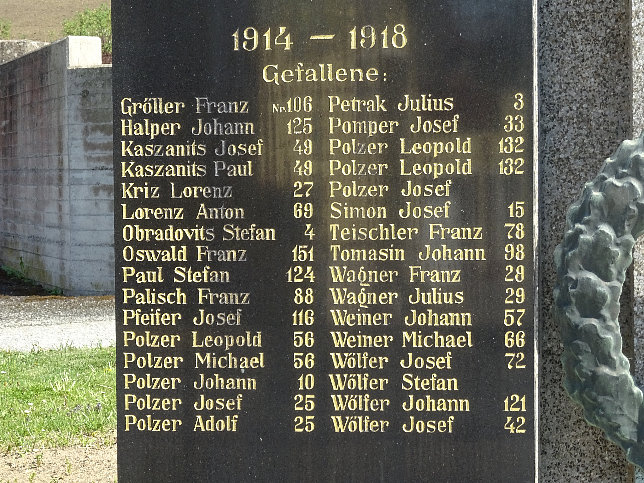 1914 – 1918
Gefallene:
Gröller Franz Nr.106
Halper Johann 125
Kaszanits Josef 49
Kaszanits Paul 49
Kriz Lorenz 27
Lorenz Anton 69
Obradovits Stefan 4
Oswald Franz 151
Paul Stefan 124
Palisch Franz 88
Pfeifer Josef 116
Polzer Leopold 56
Polzer Michael 56
Polzer Johann 10
Polzer Josef 25
Polzer Adolf 25
Petrak Julius 3
Pomper Josef 33
Polzer Leopold 132
Polzer Leopold 132
Polzer Josef
Simon Josef 15
Teischler Franz 78
Tomasin Johann 98
Wagner Franz 29
Wagner Julius 29
Weiner Johann 57
Weiner Michael 66
Wölfer Josef 72
Wölfer Stefan
Wölfer Johann 121
Wölfer Josef 42